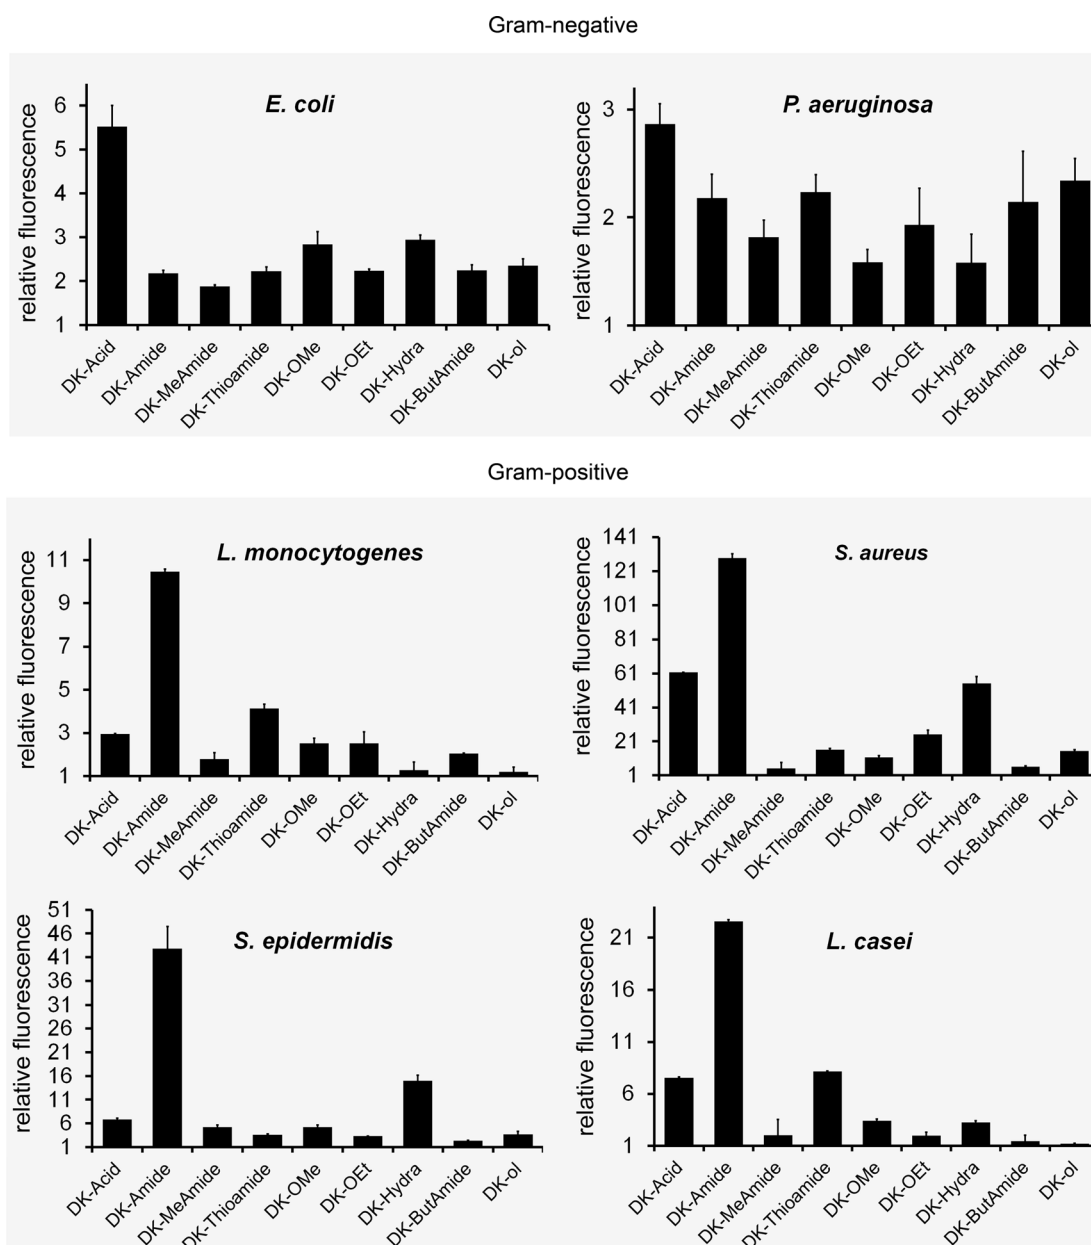 Gram-negative
E. coli
relative fluorescence
6
5
4
3
2
1
DK-Acid
DK-Amide
DK-MeAmide
DK-Thioamide
DK-OMe
DK-OEt
DK-Hydra
DK-ButAmide
DK-ol
P. aeruginosa
relative fluorescence
3
2
1
DK-Acid
DK-Amide
DK-MeAmide
DK-Thioamide
DK-OMe
DK-OEt
DK-Hydra
DK-ButAmide
DK-ol
Gram-positive
L. monocytogenes
relative fluorescence
11
9
7
5
3
1
DK-Acid
DK-Amide
DK-MeAmide
DK-Thioamide
DK-OMe
DK-OEt
DK-Hydra
DK-ButAmide
DK-ol
S. aureus
relative fluorescence
141
121
101
81
61
41
21
1
DK-Acid
DK-Amide
DK-MeAmide
DK-Thioamide
DK-OMe
DK-OEt
DK-Hydra
DK-ButAmide
DK-ol
S. epidermidis
relative fluorescence
51
46
41
36
31
26
21
16
11
6
1
DK-Acid
DK-Amide
DK-MeAmide
DK-Thioamide
DK-OMe
DK-OEt
DK-Hydra
DK-ButAmide
DK-ol
L. casei
relative fluorescence
21
16
11
6
1
DK-Acid
DK-Amide
DK-MeAmide
DK-Thioamide
DK-OMe
DK-OEt
DK-Hydra
DK-ButAmide
DK-ol